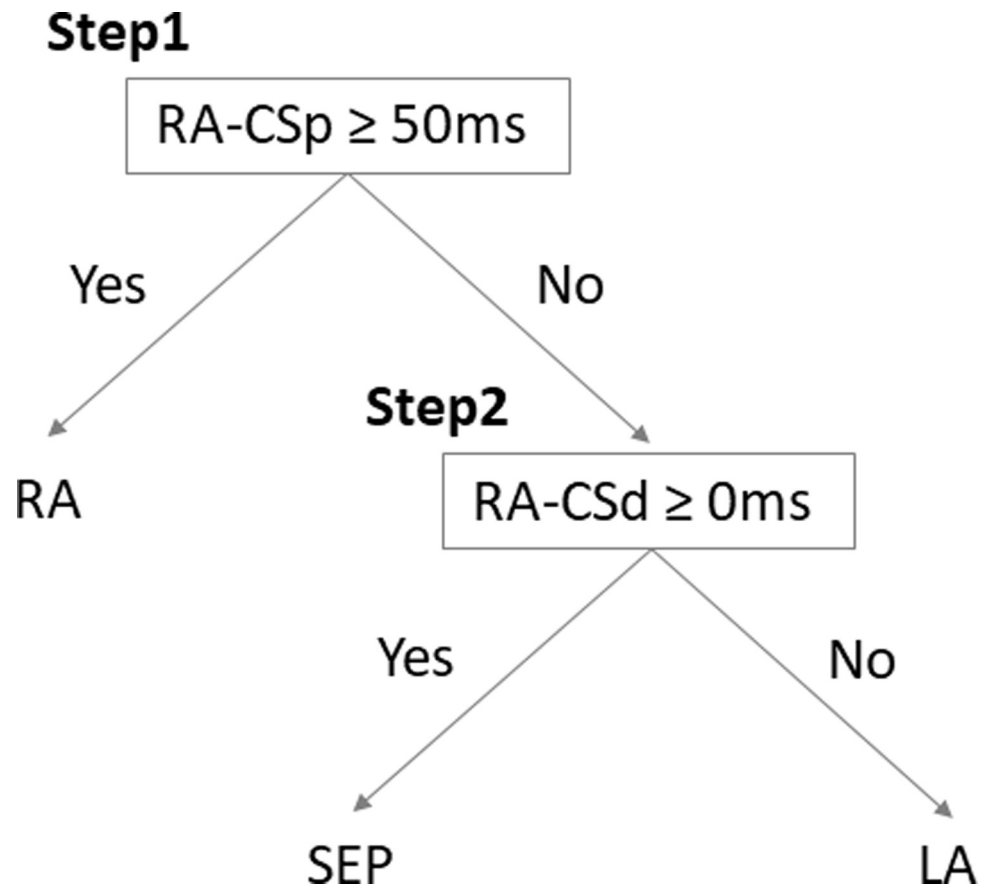 Step1
RA-CSp ≥ 50ms
Yes
No
Step2
RA
RA-CSd ≥ 0ms
Yes
No
SEP
LA